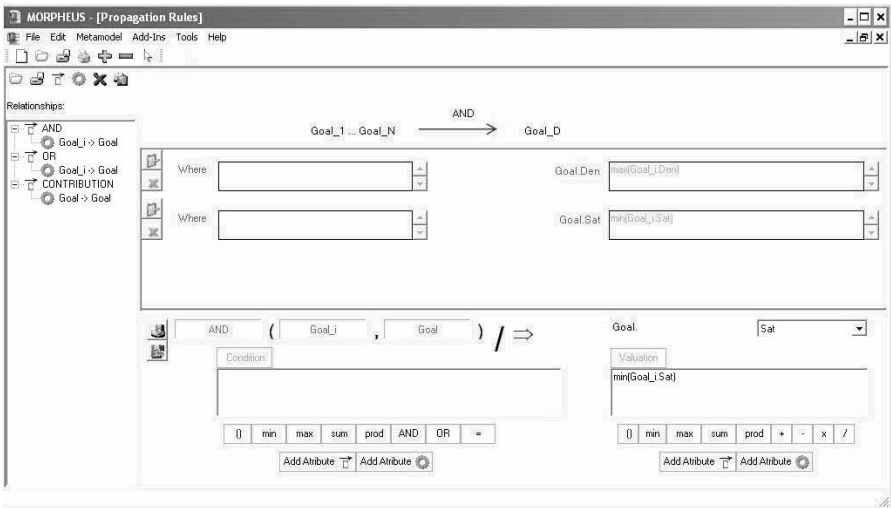 MORPHEUS - [Propagation Rules]
File Edit Metamodel Add-Ins Tools Help
Relationships:
AND
Goal_i -> Goal
OR
Goal_i -> Goal
CONTRIBUTION
Goal -> Goal
AND
Goal_1 ... Goal_N Goal_D
Where Goal.Den max(Goal_i.Den)
Where Goal.Sat min(Goal_i.Sat)
AND ( Goal_i , Goal ) / ⇒ Goal. Sat
Condition Valuation
min(Goal_i.Sat)
() min max sum prod AND OR = () min max sum prod + - x /
Add Atribute Add Atribute Add Atribute Add Atribute